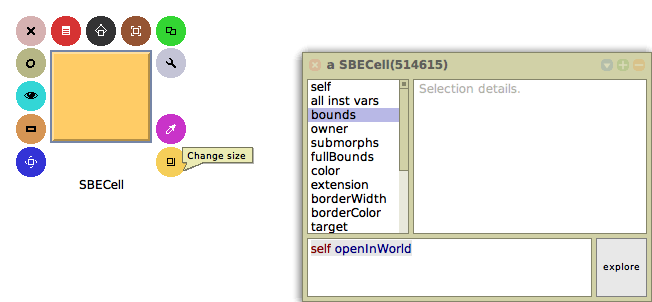 Change size
SBECell
a SBECell(514615)
self
all inst vars
bounds
owner
submorphs
fullBounds
color
extension
borderWidth
borderColor
target
Selection details.
self openInWorld
explore